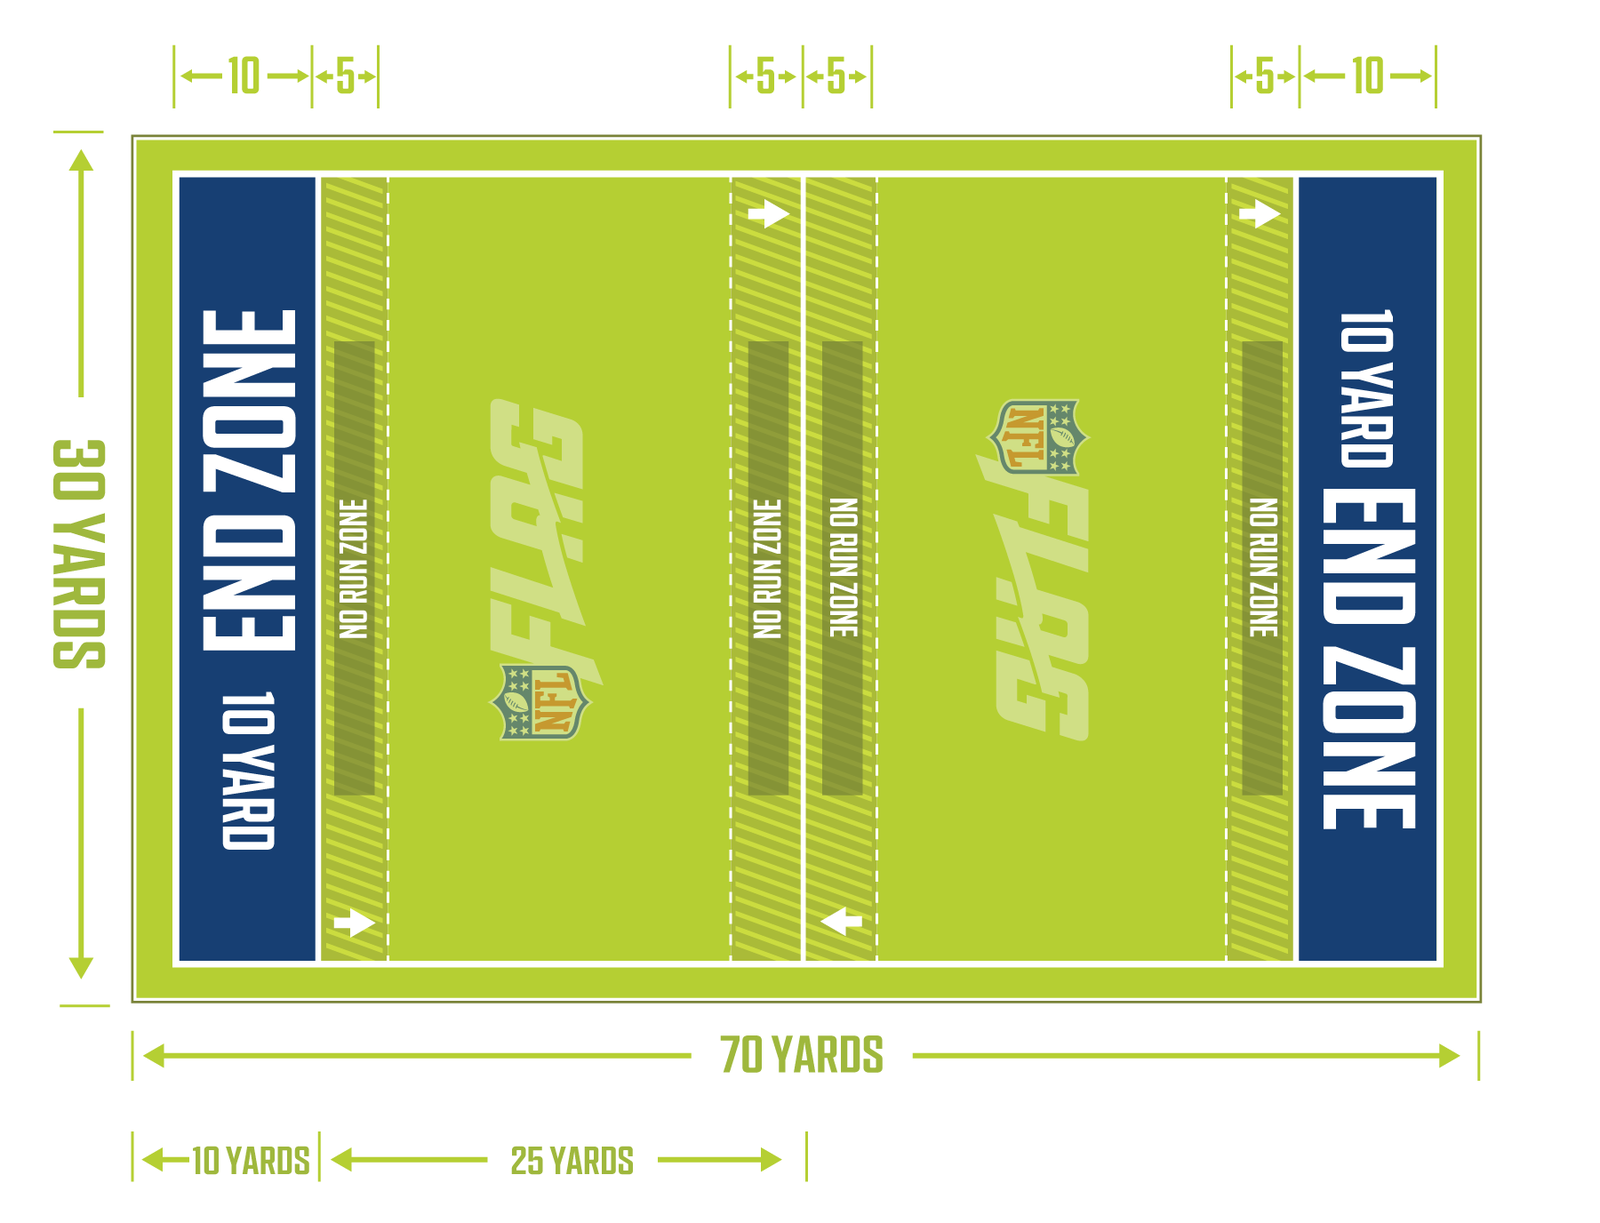 10
5
5
5
5
10
30 YARDS
10 YARD END ZONE
NO RUN ZONE
NFL FLAG
NO RUN ZONE
NO RUN ZONE
NFL FLAG
NO RUN ZONE
10 YARD END ZONE
70 YARDS
10 YARDS
25 YARDS